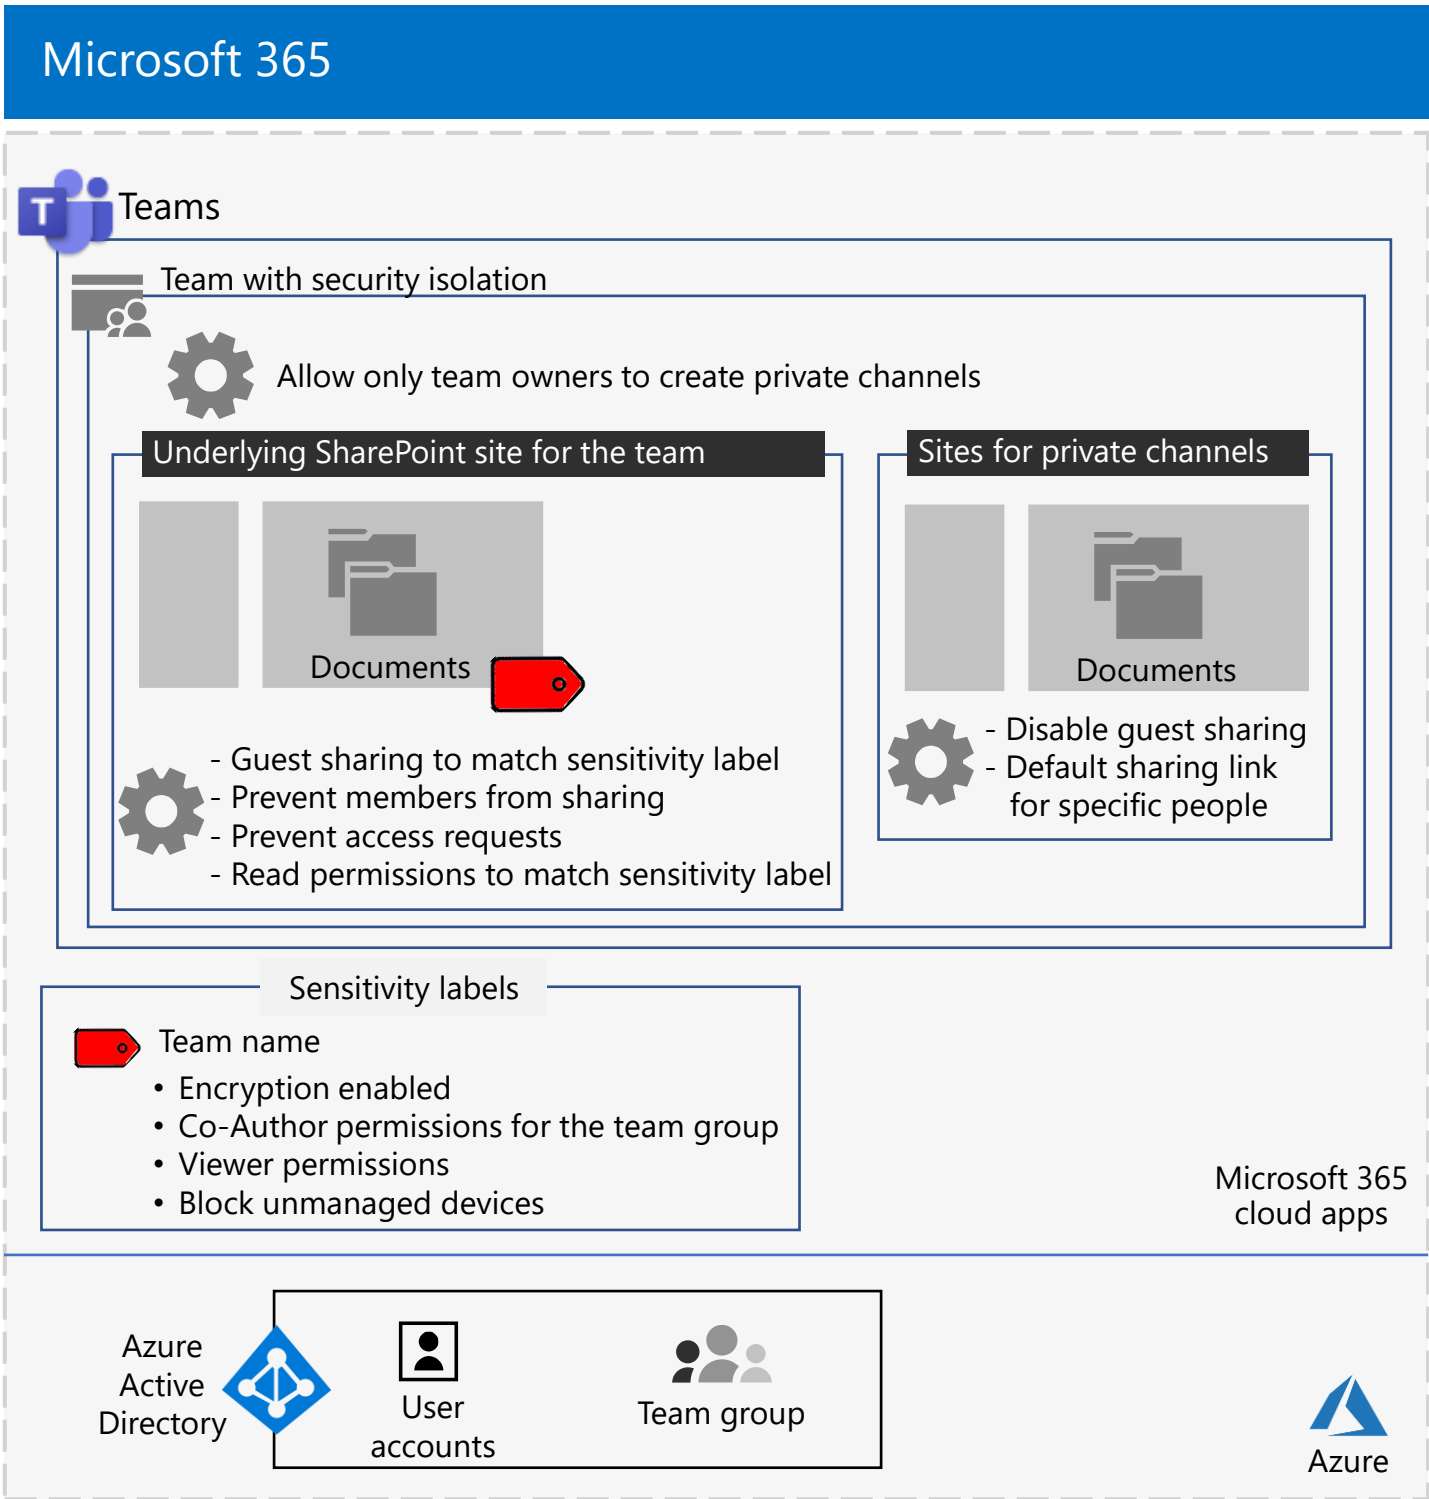 Microsoft 365
T
Teams
Team with security isolation
Allow only team owners to create private channels
Underlying SharePoint site for the team
Documents
- Guest sharing to match sensitivity label
- Prevent members from sharing
- Prevent access requests
- Read permissions to match sensitivity label
Sites for private channels
Documents
- Disable guest sharing
- Default sharing link
for specific people
Sensitivity labels
Team name
• Encryption enabled
• Co-Author permissions for the team group
• Viewer permissions
• Block unmanaged devices
Microsoft 365
cloud apps
Azure
Active
Directory
User
accounts
Team group
Azure